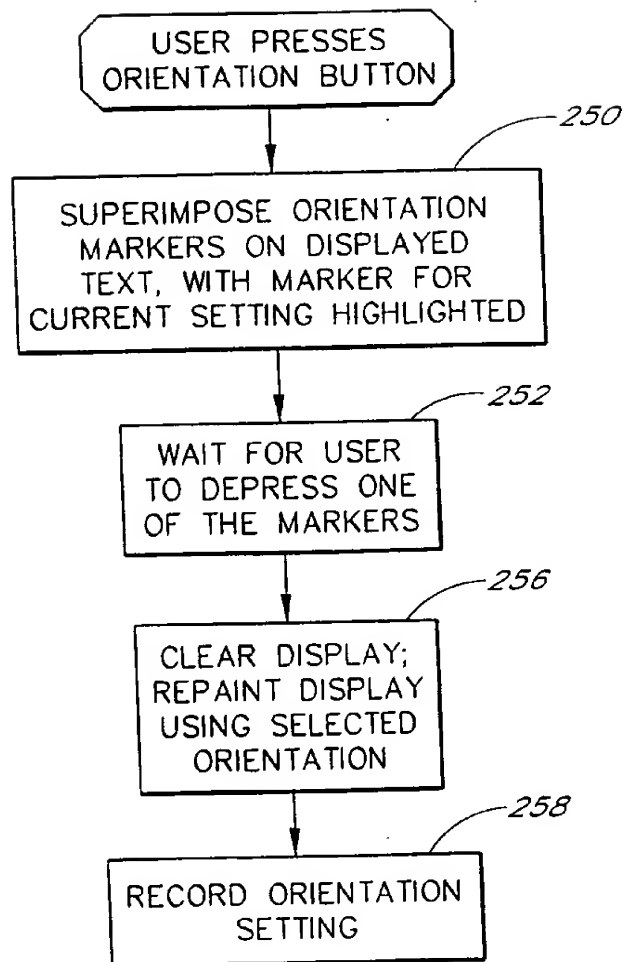 USER PRESSES
ORIENTATION BUTTON
250
SUPERIMPOSE ORIENTATION
MARKERS ON DISPLAYED
TEXT, WITH MARKER FOR
CURRENT SETTING HIGHLIGHTED
252
WAIT FOR USER
TO DEPRESS ONE
OF THE MARKERS
256
CLEAR DISPLAY;
REPAINT DISPLAY
USING SELECTED
ORIENTATION
258
RECORD ORIENTATION
SETTING